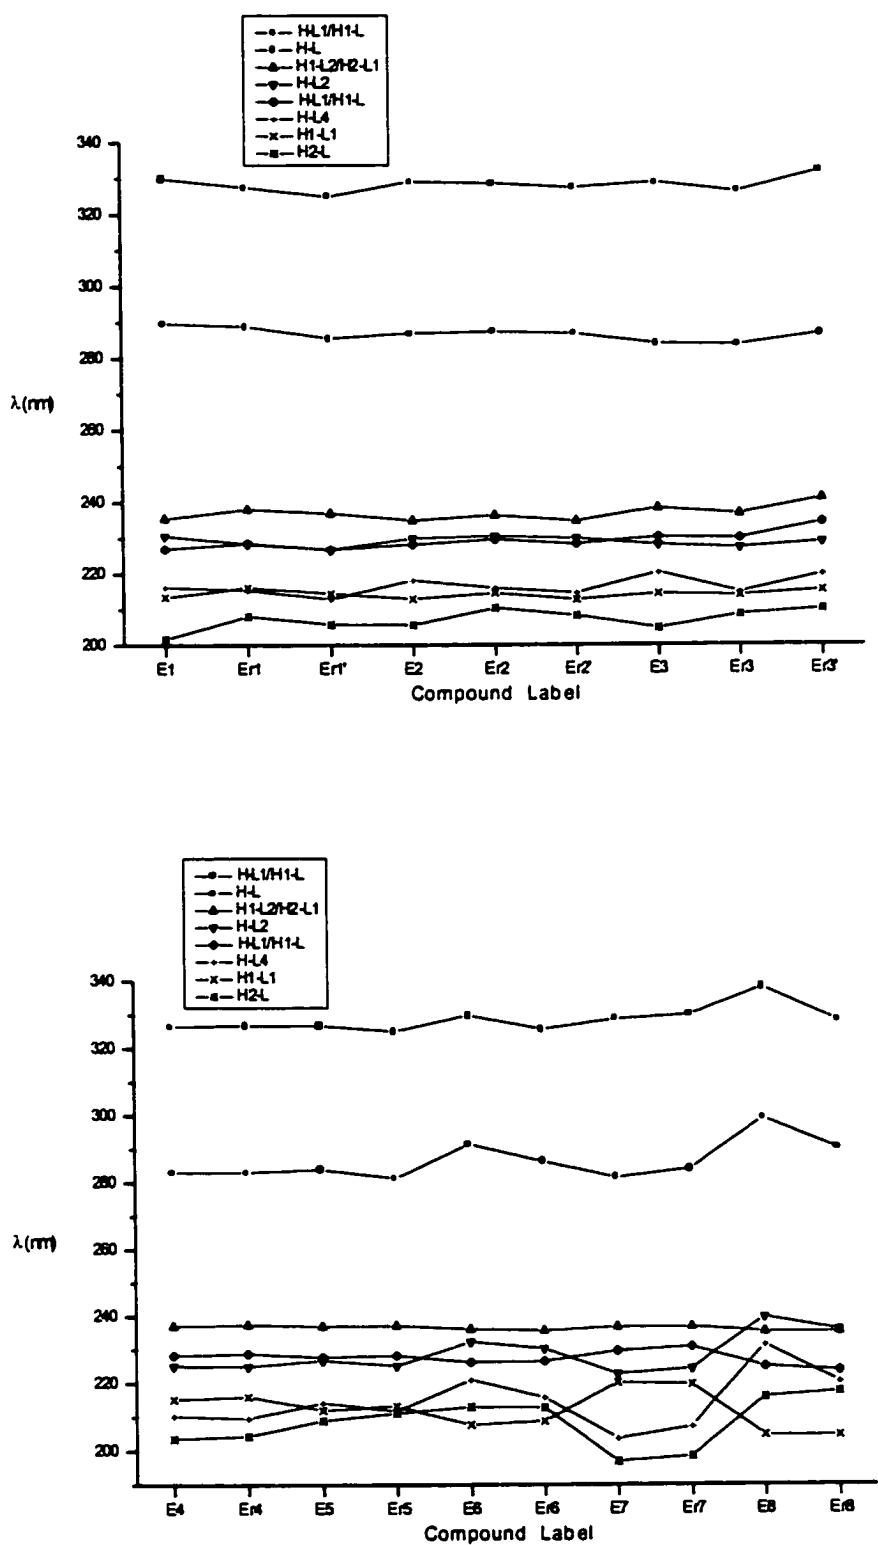 H-L1/H1-L
H-L
H1-L2/H2-L1
H-L2
H-L1/H1-L
H-L4
H1-L1
H2-L
340
320
300
280
λ(nm)
260
240
220
200
E1 Er1 Er1' E2 Er2 Er2' E3 Er3 Er3'
Compound Label
H-L1/H1-L
H-L
H1-L2/H2-L1
H-L2
H-L1/H1-L
H-L4
H1-L1
H2-L
340
320
300
280
λ(nm)
260
240
220
200
E4 Er4 E5 Er5 E6 Er6 E7 Er7 E8 Er8
Compound Label